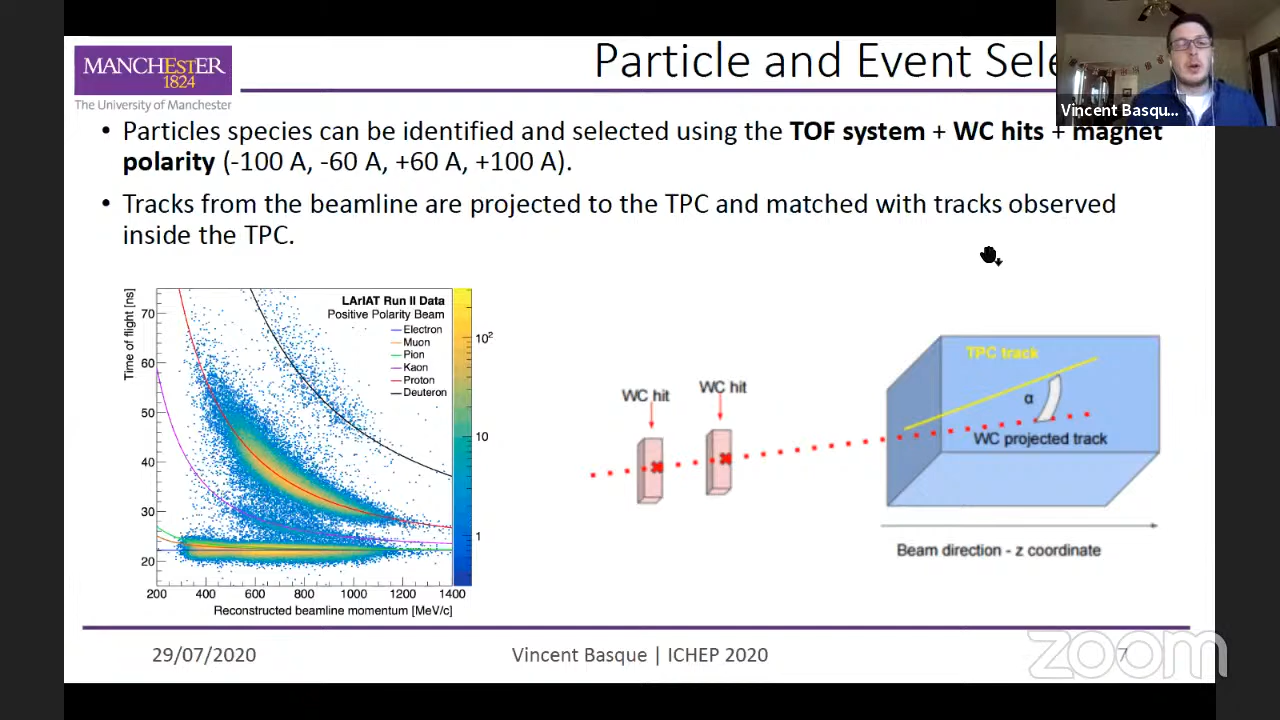 MANCHESTER
1824
The University of Manchester
Particle and Event Sele
Vincent Basqu...
• Particles species can be identified and selected using the TOF system + WC hits + magnet
polarity (-100 A, -60 A, +60 A, +100 A).
• Tracks from the beamline are projected to the TPC and matched with tracks observed
inside the TPC.
Time of flight [ns]
70
60
50
40
30
20
LArIAT Run II Data
Positive Polarity Beam
Electron
Muon
Pion
Kaon
Proton
Deuteron
10²
10
1
200 400 600 800 1000 1200 1400
Reconstructed beamline momentum [MeV/c]
WC hit
WC hit
TPC track
α
WC projected track
Beam direction - z coordinate
29/07/2020
Vincent Basque | ICHEP 2020
7
zoom